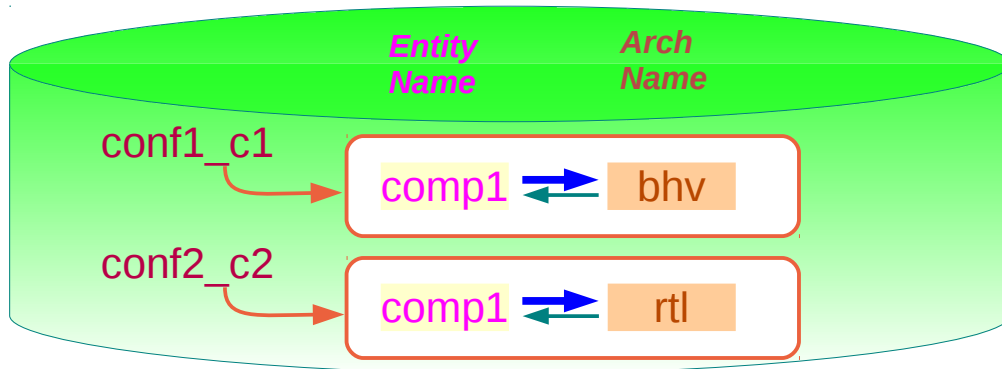 Entity
Name
Arch
Name
conf1_c1
comp1
bhv
conf2_c2
comp1
rtl